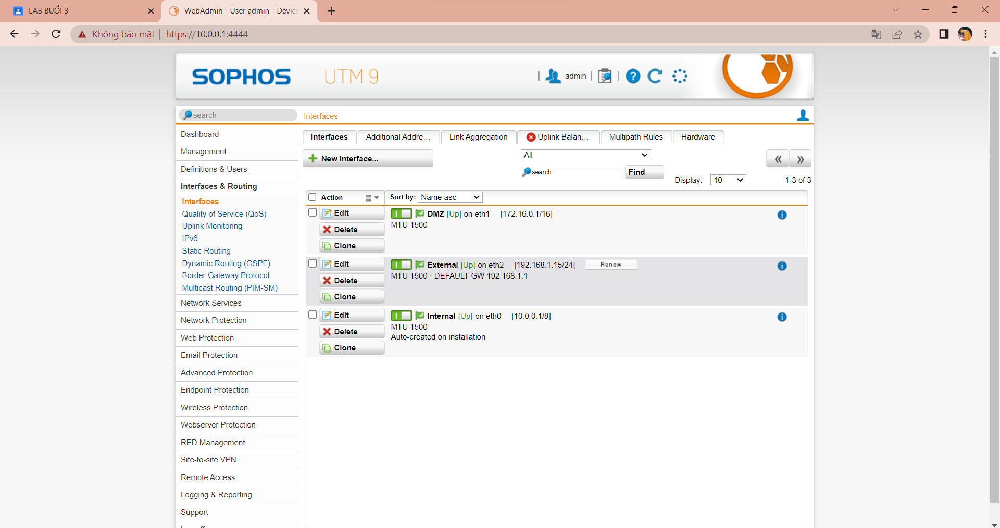 LAB BUỔI 3
WebAdmin - User admin - Device
Không bảo mật | https://10.0.0.1:4444
SOPHOS UTM 9
| admin | | ?
search
Interfaces
Dashboard
Management
Definitions & Users
Interfaces & Routing
Interfaces
Quality of Service (QoS)
Uplink Monitoring
IPv6
Static Routing
Dynamic Routing (OSPF)
Border Gateway Protocol
Multicast Routing (PIM-SM)
Network Services
Network Protection
Web Protection
Email Protection
Advanced Protection
Endpoint Protection
Wireless Protection
Webserver Protection
RED Management
Site-to-site VPN
Remote Access
Logging & Reporting
Support
Interfaces
Additional Addre...
Link Aggregation
Uplink Balan...
Multipath Rules
Hardware
New Interface...
All
« »
search Find
Display: 10 1-3 of 3
Action Sort by: Name asc
Edit DMZ [Up] on eth1 [172.16.0.1/16]
MTU 1500
Delete
Clone
Edit External [Up] on eth2 [192.168.1.15/24] Renew
MTU 1500 · DEFAULT GW 192.168.1.1
Delete
Clone
Edit Internal [Up] on eth0 [10.0.0.1/8]
MTU 1500
Delete
Auto-created on installation
Clone